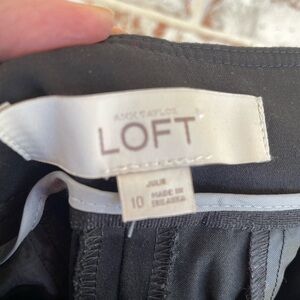 ANN TAYLOR
LOFT
JULIE
10
MADE IN
SRI LANKA